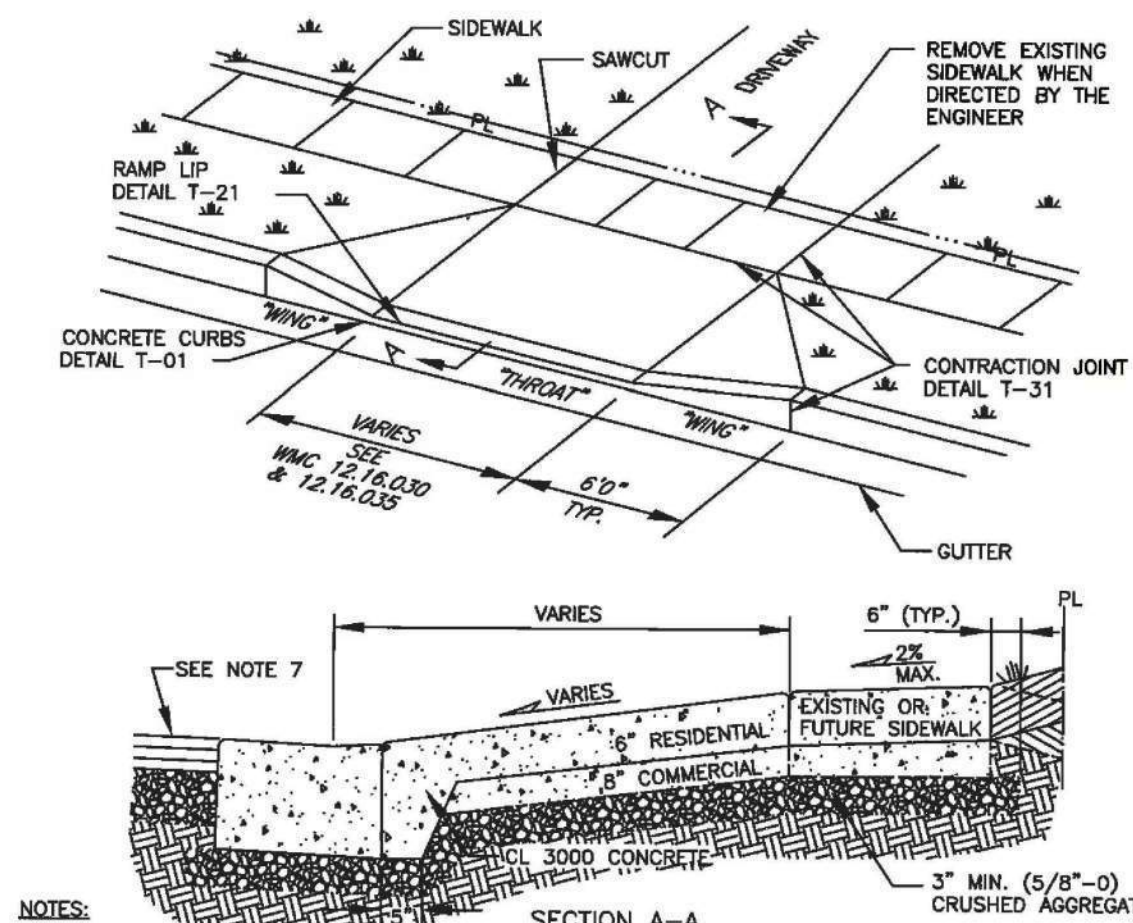 SIDEWALK
SAWCUT
A
DRIVEWAY
REMOVE EXISTING
SIDEWALK WHEN
DIRECTED BY THE
ENGINEER
PL
RAMP LIP
DETAIL T-21
PL
"WING"
CONCRETE CURBS
DETAIL T-01
A
"THROAT"
"WING"
CONTRACTION JOINT
DETAIL T-31
VARIES
SEE
WMC 12.16.030
& 12.16.035
6'0"
TYP.
GUTTER
VARIES
6" (TYP.)
PL
SEE NOTE 7
2%
MAX.
VARIES
EXISTING OR
FUTURE SIDEWALK
6" RESIDENTIAL
8" COMMERCIAL
CL 3000 CONCRETE
3" MIN. (5/8"-0)
CRUSHED AGGREGAT
NOTES:
5"
SECTION A-A